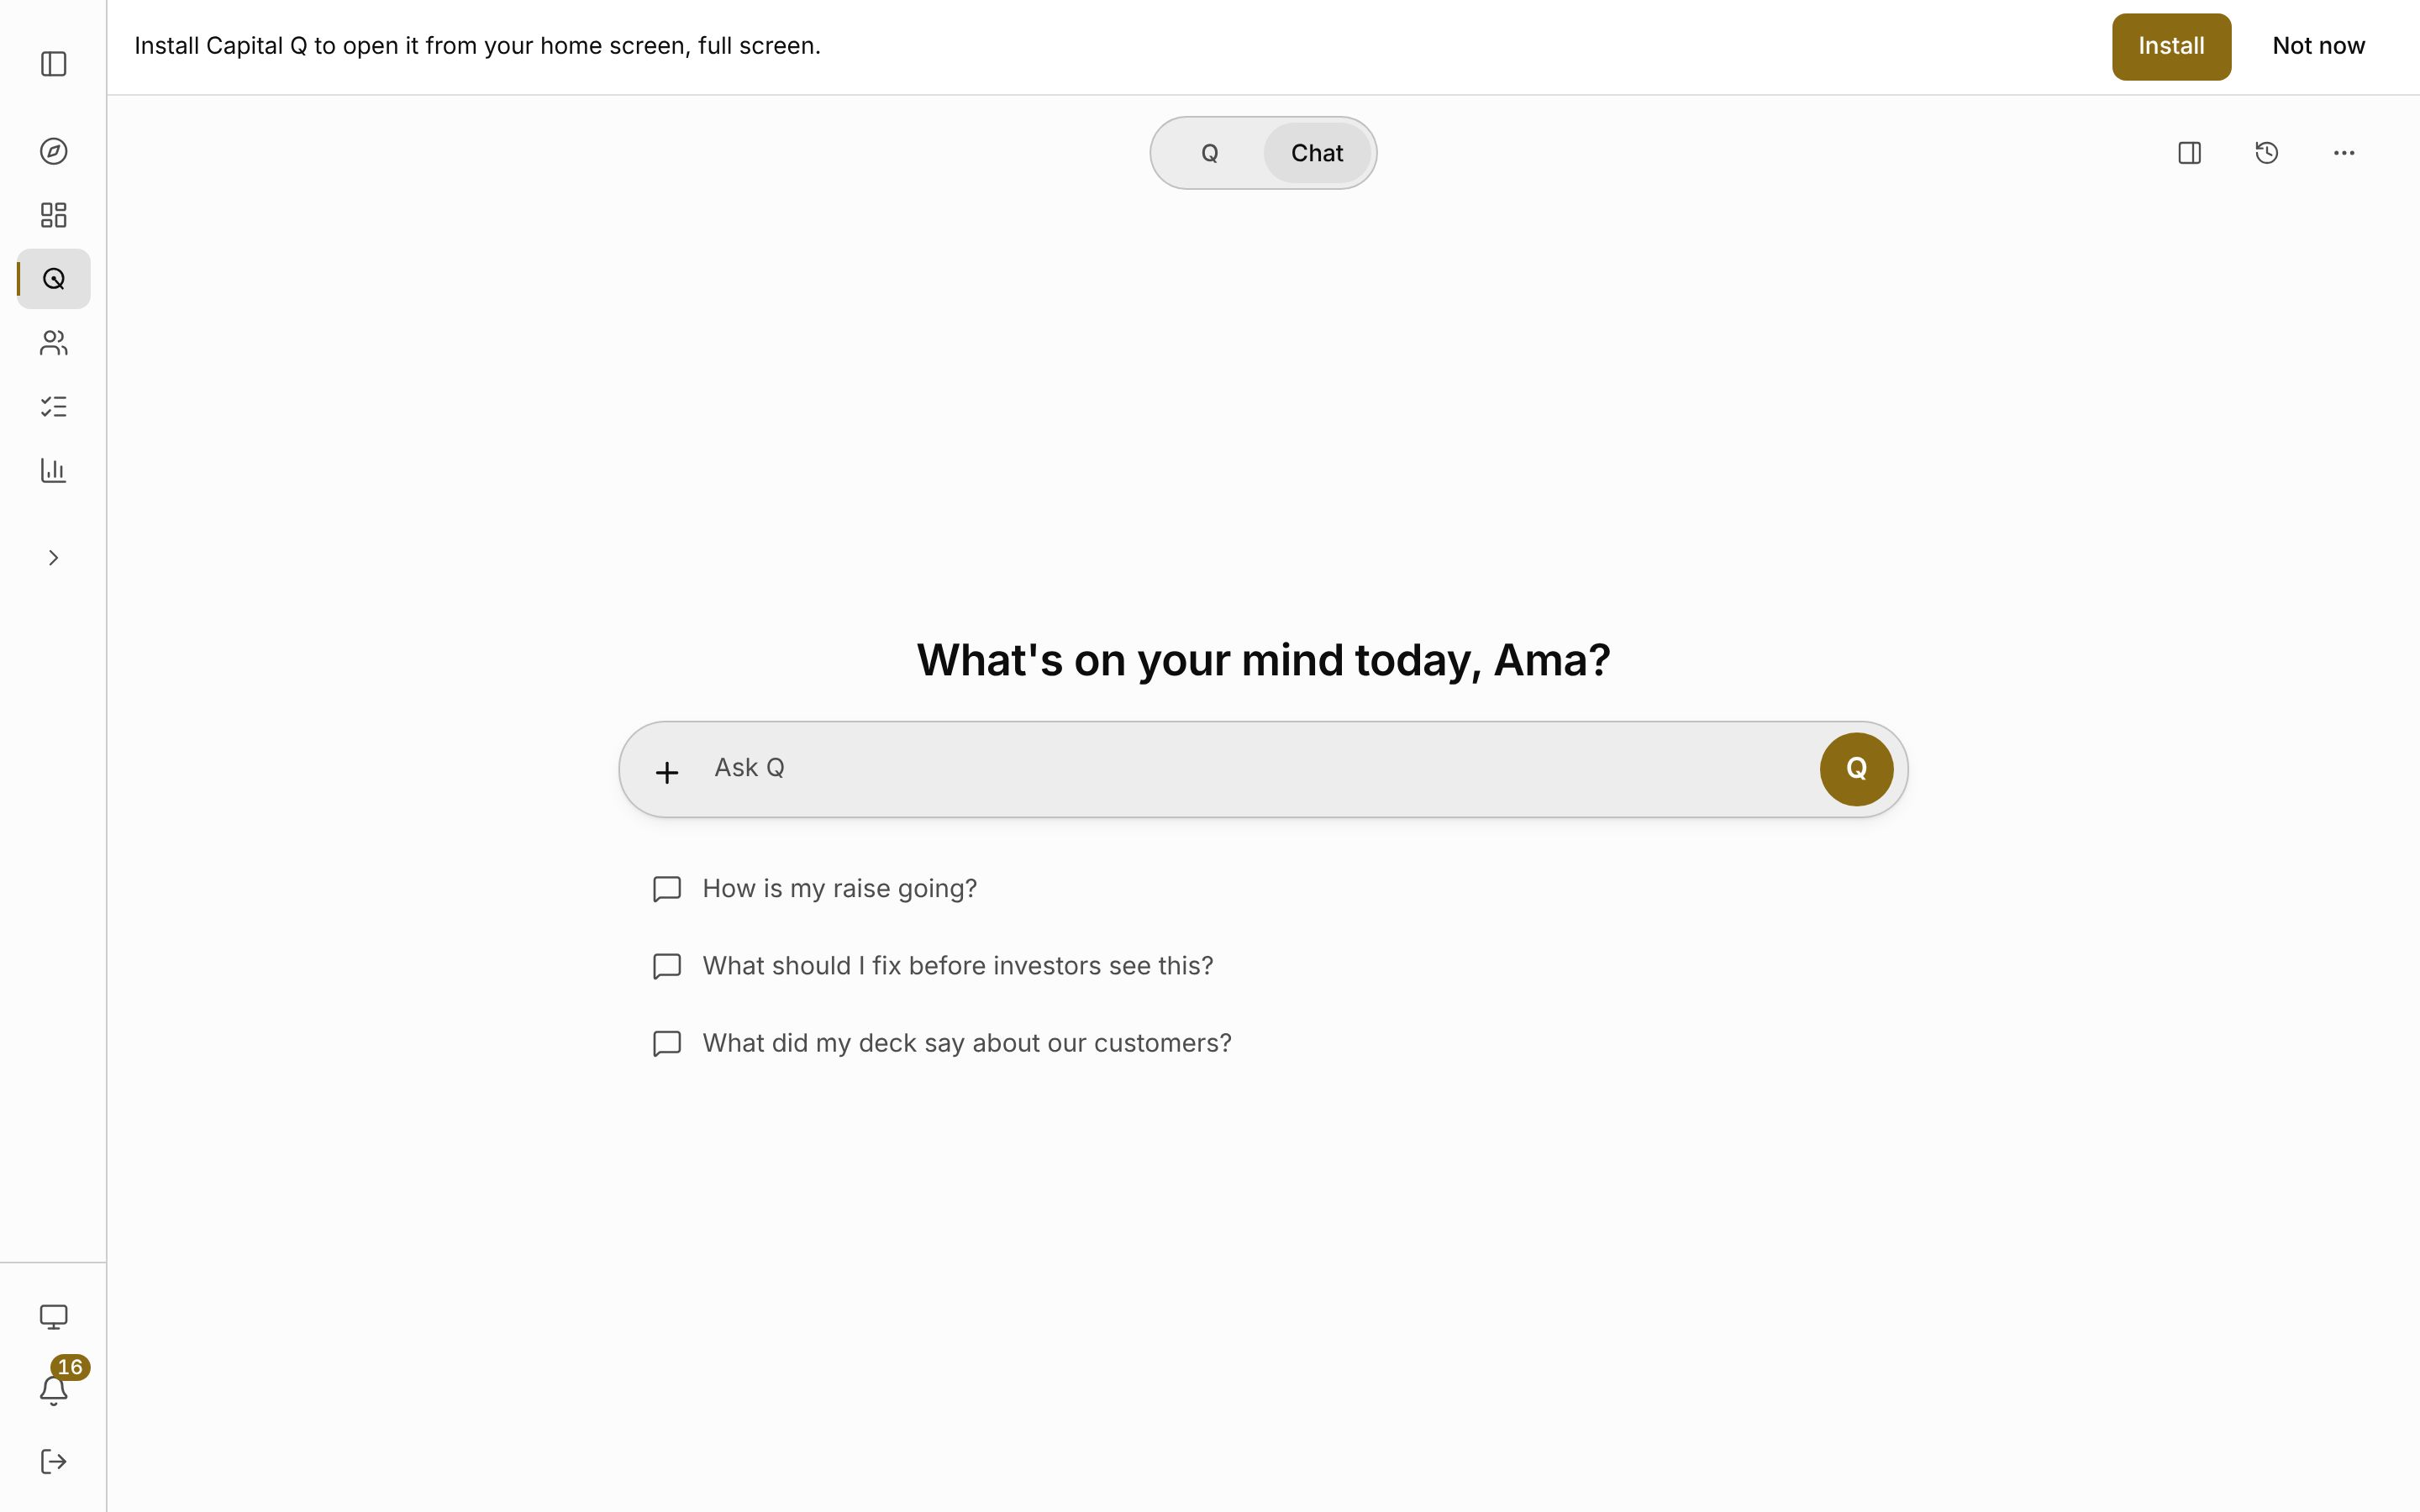 Install Capital Q to open it from your home screen, full screen.
Install
Not now
Q
Chat
What's on your mind today, Ama?
Ask Q
Q
How is my raise going?
What should I fix before investors see this?
What did my deck say about our customers?
16